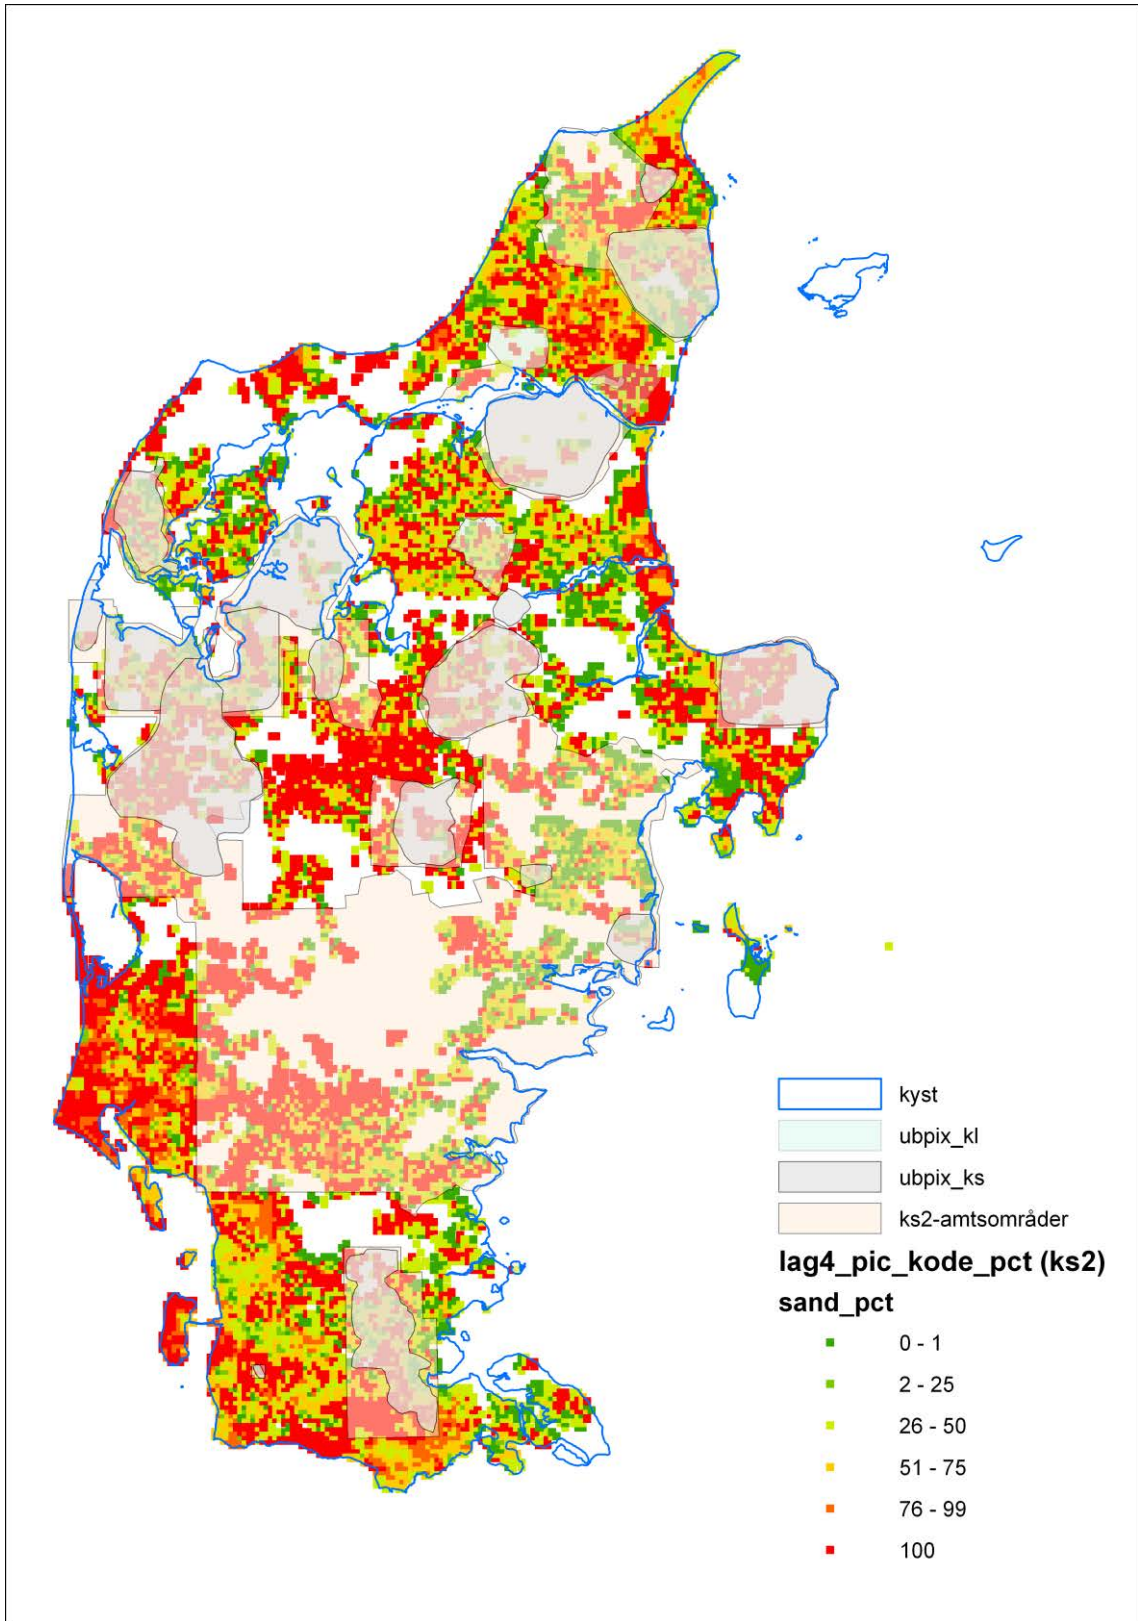 kyst
ubpix_kl
ubpix_ks
ks2-amtsområder
lag4_pic_kode_pct (ks2)
sand_pct
0 - 1
2 - 25
26 - 50
51 - 75
76 - 99
100